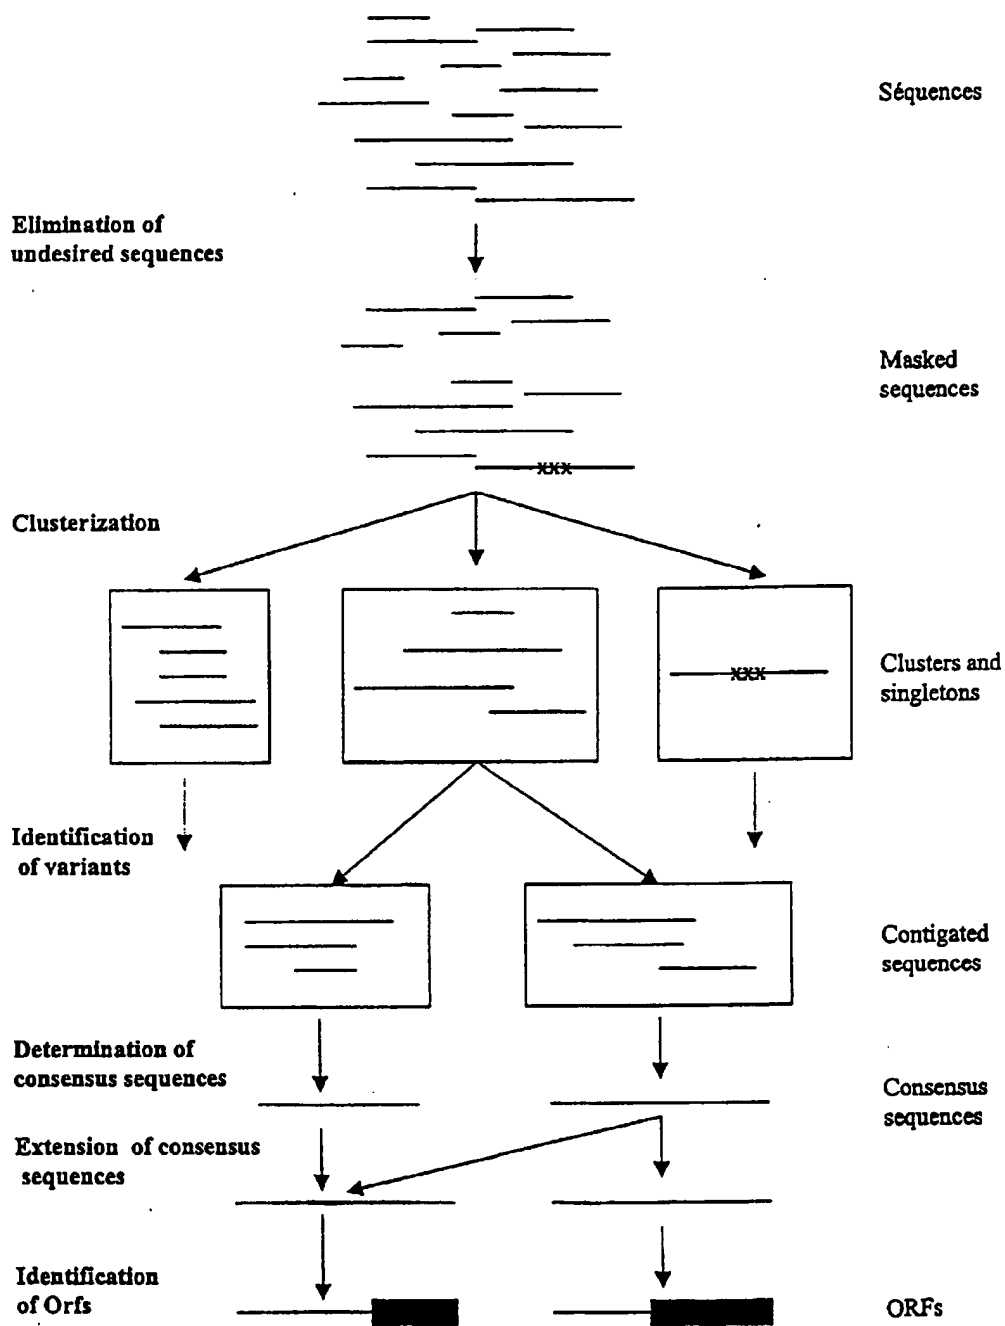 Séquences
Elimination of
undesired sequences
Masked
sequences
xxx
Clusterization
xxx
Clusters and
singletons
Identification
of variants
Contigated
sequences
Determination of
consensus sequences
Consensus
sequences
Extension of consensus
sequences
Identification
of Orfs
ORFs